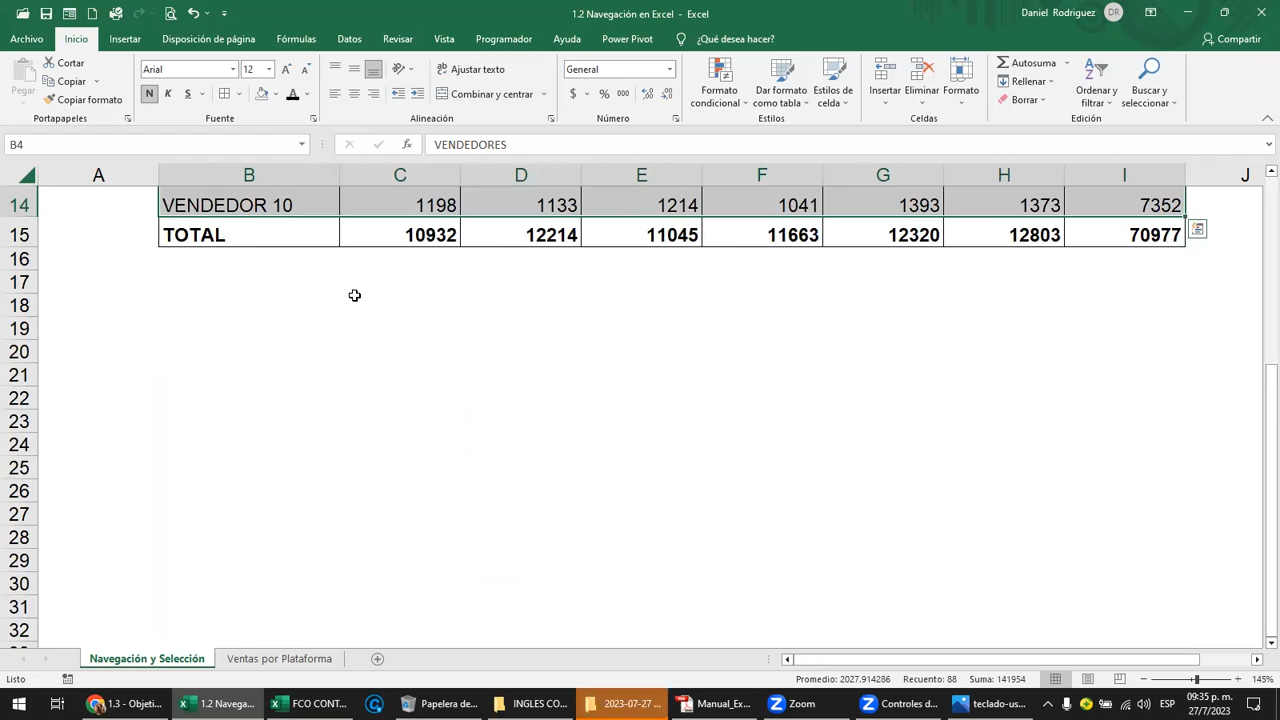 1.2 Navegación en Excel - Excel
Daniel Rodriguez DR
Archivo Inicio Insertar Disposición de página Fórmulas Datos Revisar Vista Programador Ayuda Power Pivot ¿Qué desea hacer? Compartir
Pegar
Cortar
Copiar
Copiar formato
Portapapeles
Arial 12
N K S A
Fuente
Ajustar texto
Combinar y centrar
Alineación
General
$ % 000
Número
Formato condicional
Dar formato como tabla
Estilos de celda
Estilos
Insertar Eliminar Formato
Celdas
Autosuma
Rellenar
Borrar
Ordenar y filtrar
Buscar y seleccionar
Edición
B4 fx VENDEDORES
A B C D E F G H I J
14 VENDEDOR 10 1198 1133 1214 1041 1393 1373 7352
15 TOTAL 10932 12214 11045 11663 12320 12803 70977
16
17
18
19
20
21
22
23
24
25
26
27
28
29
30
31
32
Navegación y Selección Ventas por Plataforma
Listo Promedio: 2027.914286 Recuento: 88 Suma: 141954 145%
1.3 - Objeti... 1.2 Navega... FCO CONT... Papelera de... INGLES CO... 2023-07-27 ... Manual_Ex... Zoom Controles d... teclado-us... ESP 09:35 p. m.
27/7/2023